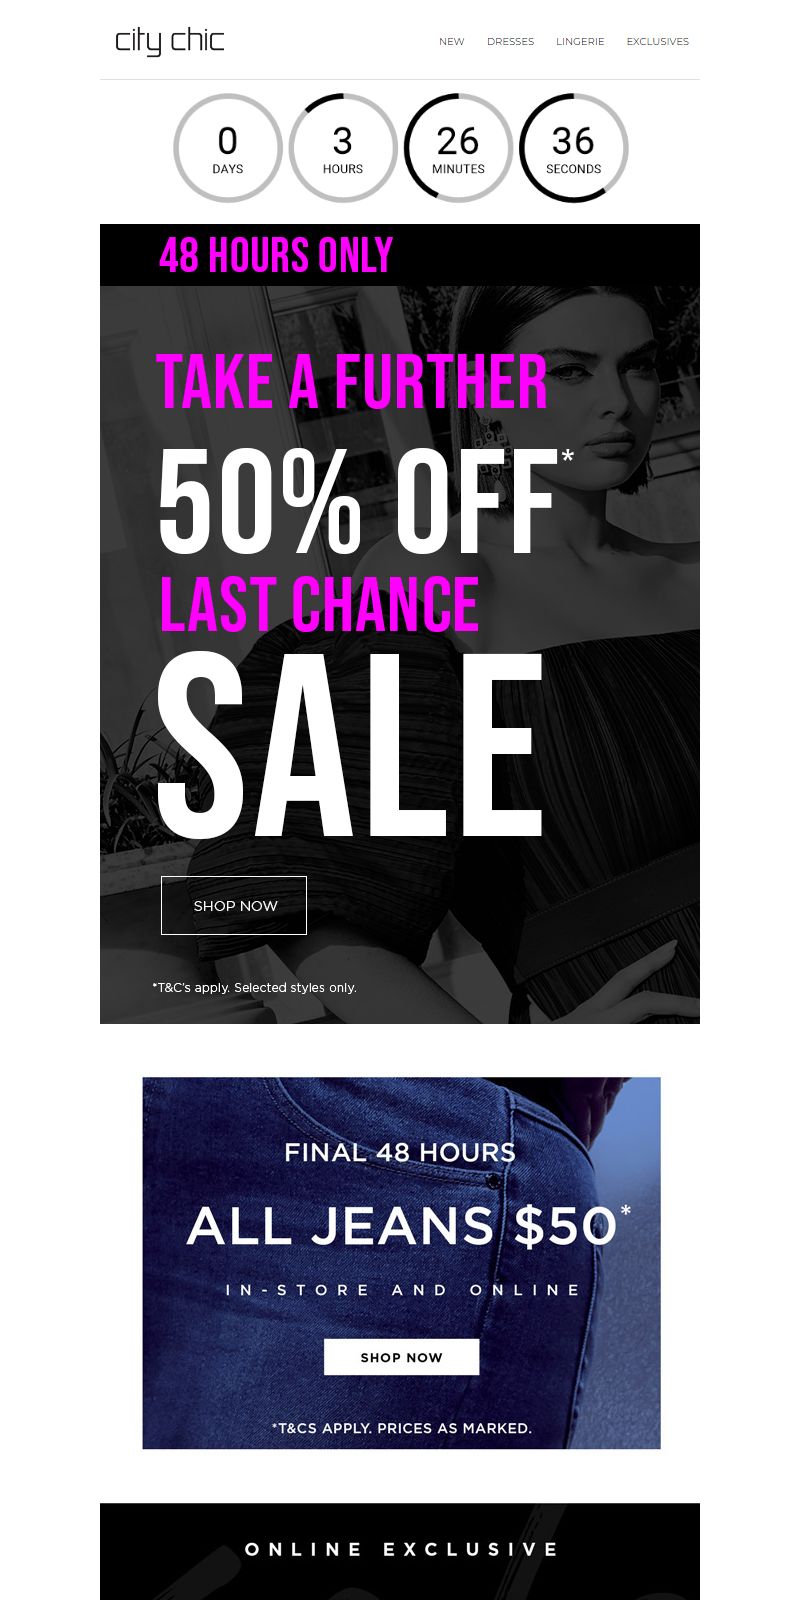 city chic
NEW DRESSES LINGERIE EXCLUSIVES
0 3 26 36
DAYS HOURS MINUTES SECONDS
48 HOURS ONLY
TAKE A FURTHER
50% OFF*
LAST CHANCE
SALE
SHOP NOW
*T&C's apply. Selected styles only.
FINAL 48 HOURS
ALL JEANS $50*
IN-STORE AND ONLINE
SHOP NOW
*T&CS APPLY. PRICES AS MARKED.
ONLINE EXCLUSIVE